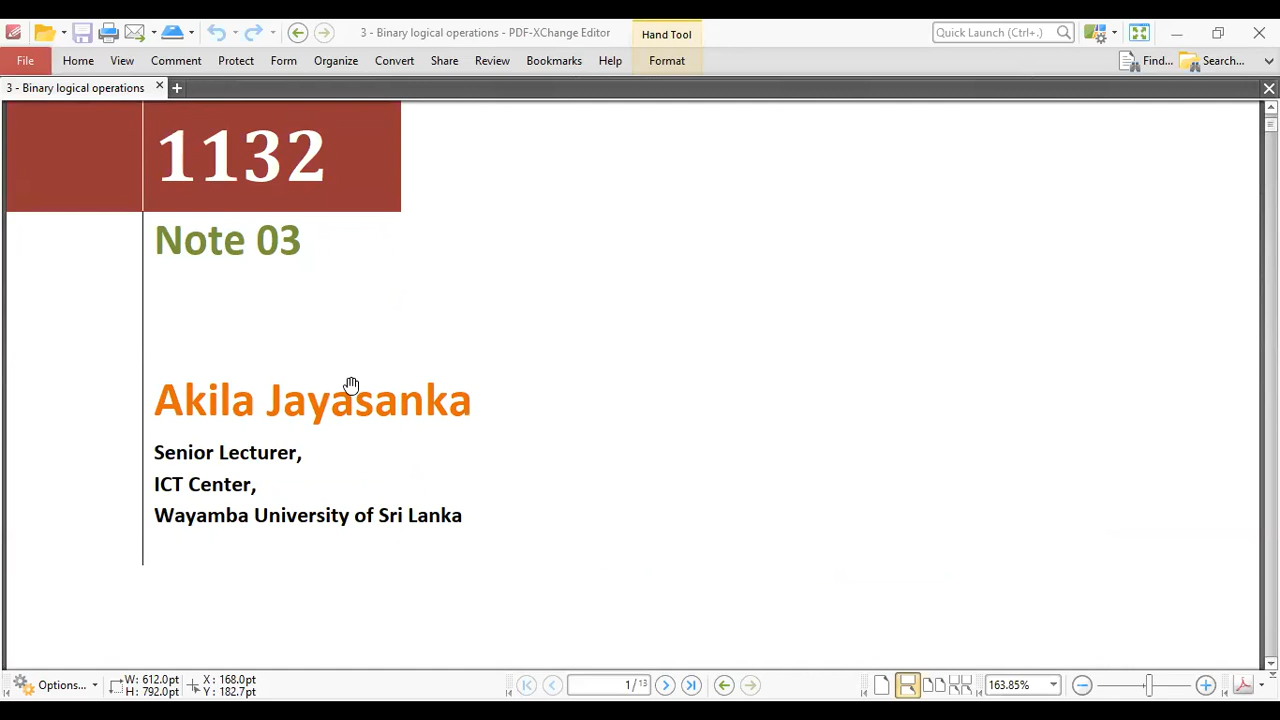 3 - Binary logical operations - PDF-XChange Editor
Hand Tool
Quick Launch (Ctrl+.)
File
Home
View
Comment
Protect
Form
Organize
Convert
Share
Review
Bookmarks
Help
Format
Find...
Search...
3 - Binary logical operations
1132
Note 03
Akila Jayasanka
Senior Lecturer,
ICT Center,
Wayamba University of Sri Lanka
Options...
W: 612.0pt
H: 792.0pt
X : 168.0pt
Y : 182.7pt
1 / 13
163.85%